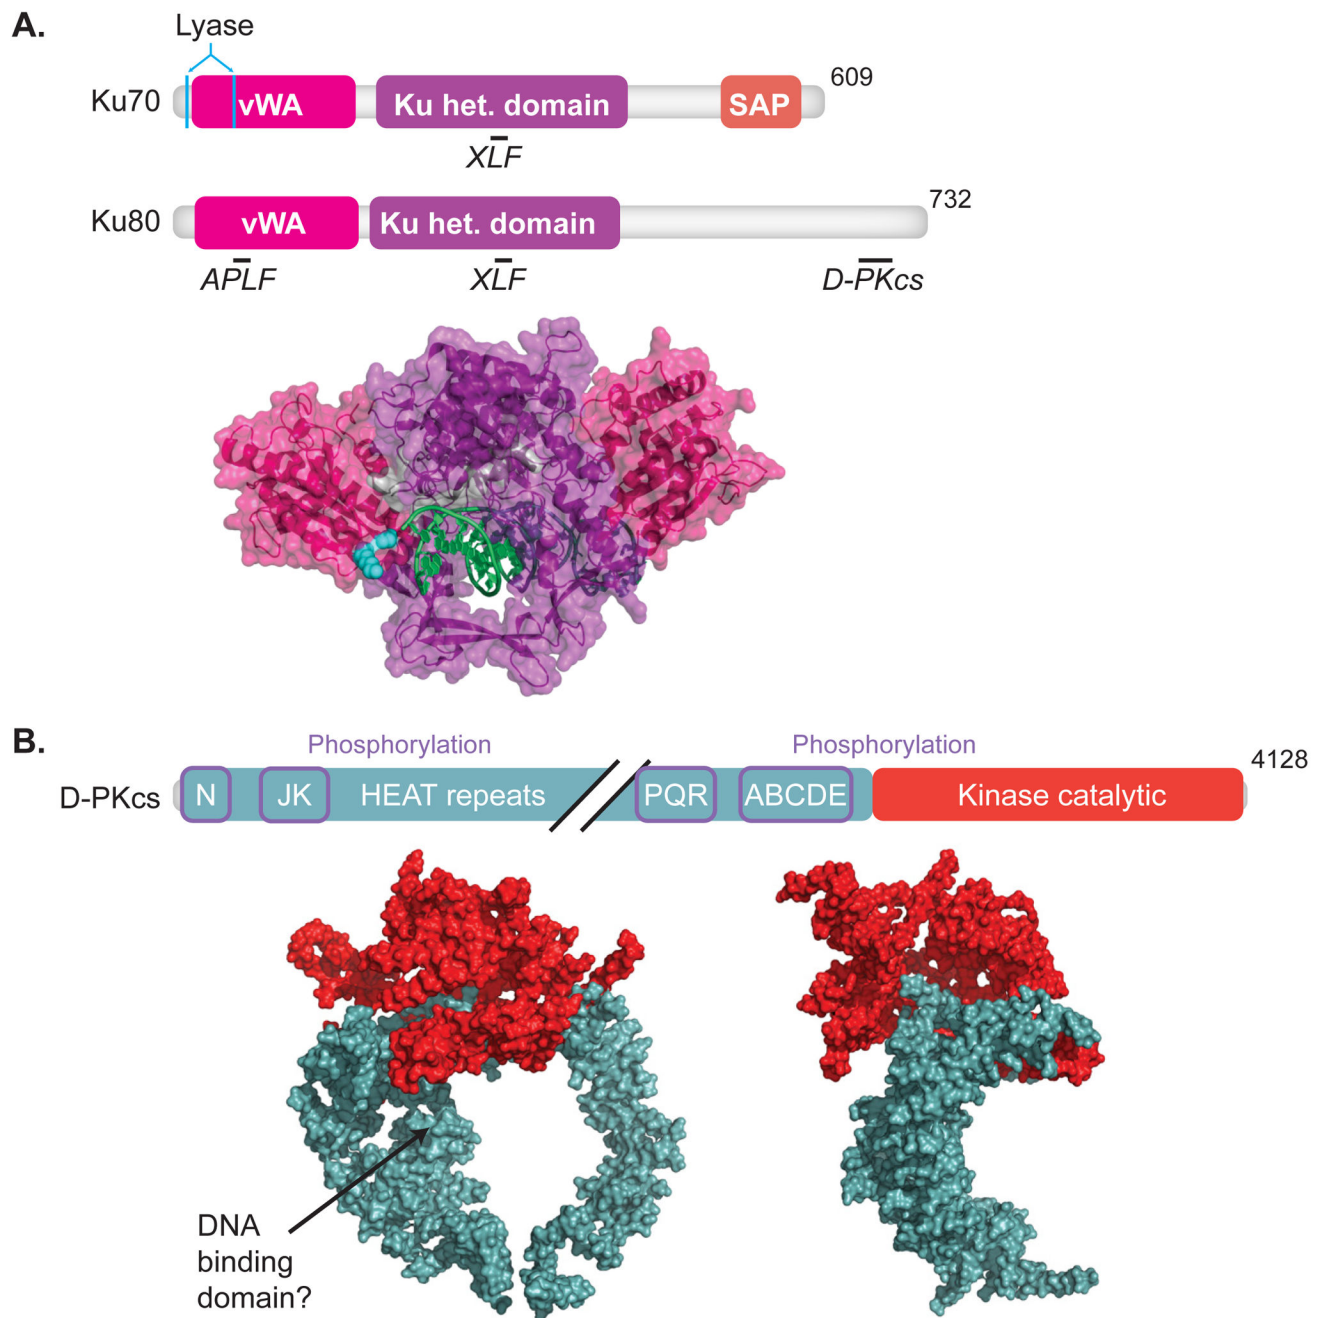 A.
Lyase
609
Ku70
vWA
Ku het. domain
SAP
XLF
732
Ku80
vWA
Ku het. domain
APLF
XLF
D-PKcs
B.
Phosphorylation
Phosphorylation
4128
D-PKcs
N
JK
HEAT repeats
PQR
ABCDE
Kinase catalytic
DNA
binding
domain?